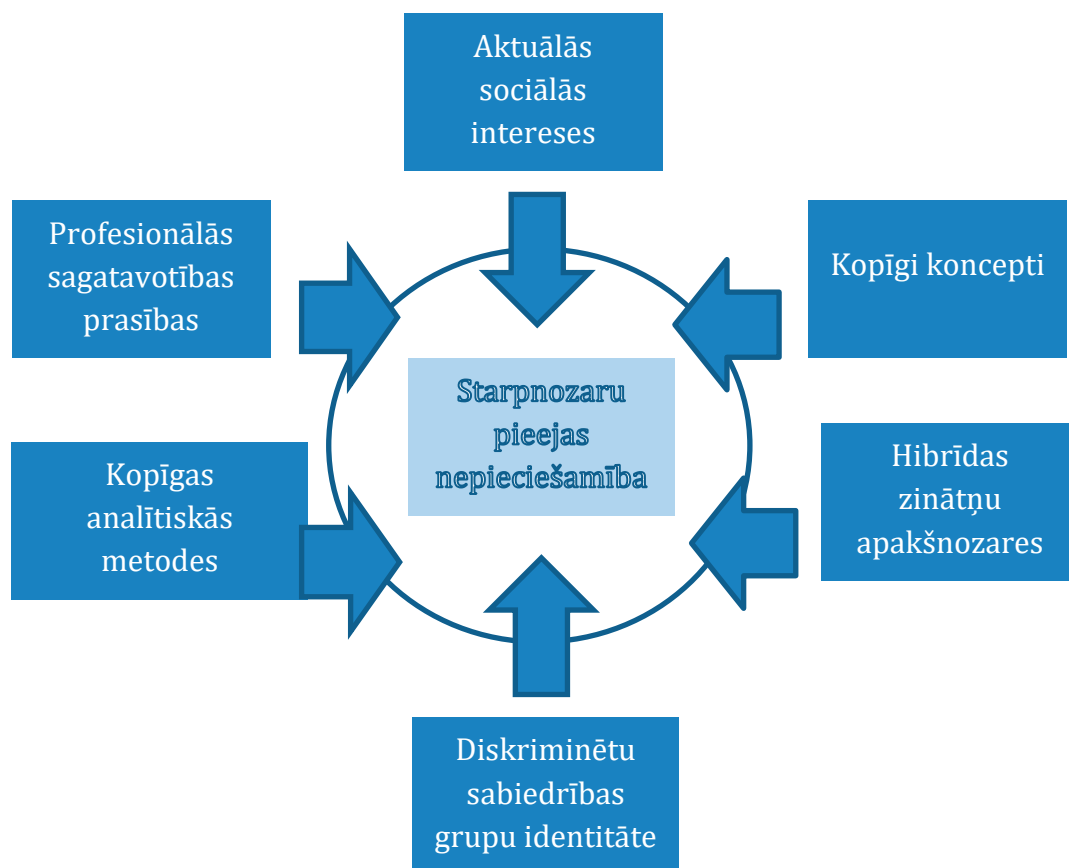 Aktuālās
sociālās
intereses
Profesionālās
sagatavotības
prasības
Kopīgi koncepti
Starpnozaru
pieejas
nepieciešamība
Kopīgas
analītiskās
metodes
Hibrīdas
zinātņu
apakšnozares
Diskriminētu
sabiedrības
grupu identitāte